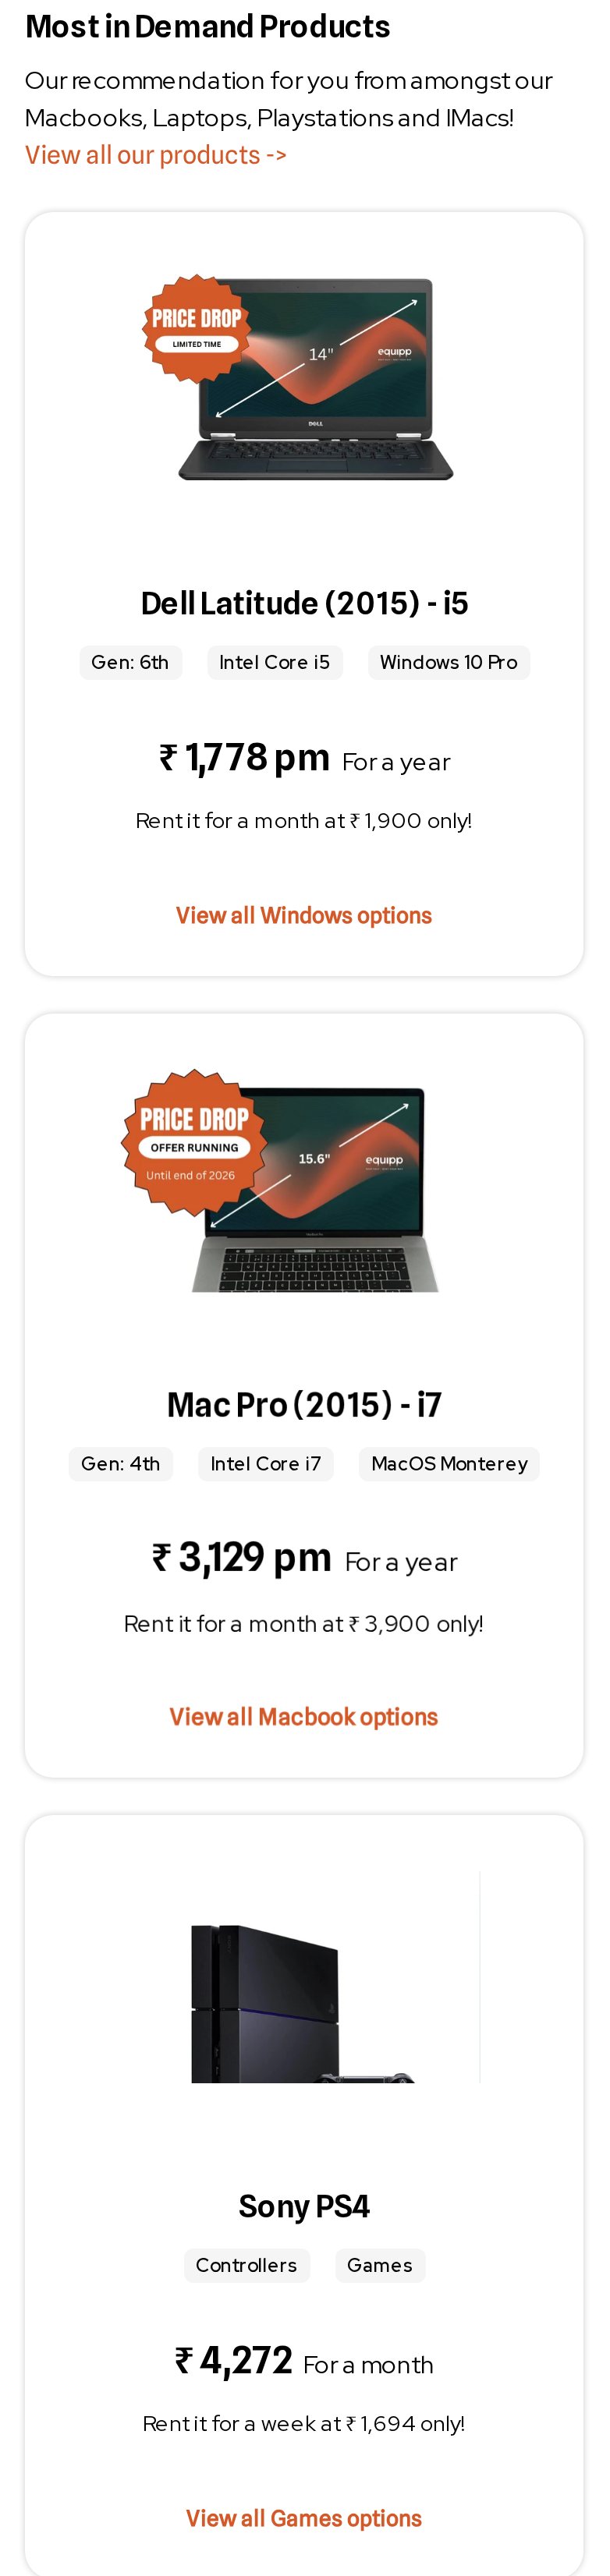 Most in Demand Products
Our recommendation for you from amongst our
Macbooks, Laptops, Playstations and IMacs!
View all our products ->
PRICE DROP
LIMITED TIME
14"
equipp
DELL
Dell Latitude (2015) - i5
Gen: 6th Intel Core i5 Windows 10 Pro
₹ 1,778 pm For a year
Rent it for a month at ₹ 1,900 only!
View all Windows options
PRICE DROP
OFFER RUNNING
Until end of 2026
15.6"
equipp
Mac Pro (2015) - i7
Gen: 4th Intel Core i7 MacOS Monterey
₹ 3,129 pm For a year
Rent it for a month at ₹ 3,900 only!
View all Macbook options
Sony PS4
Controllers Games
₹ 4,272 For a month
Rent it for a week at ₹ 1,694 only!
View all Games options